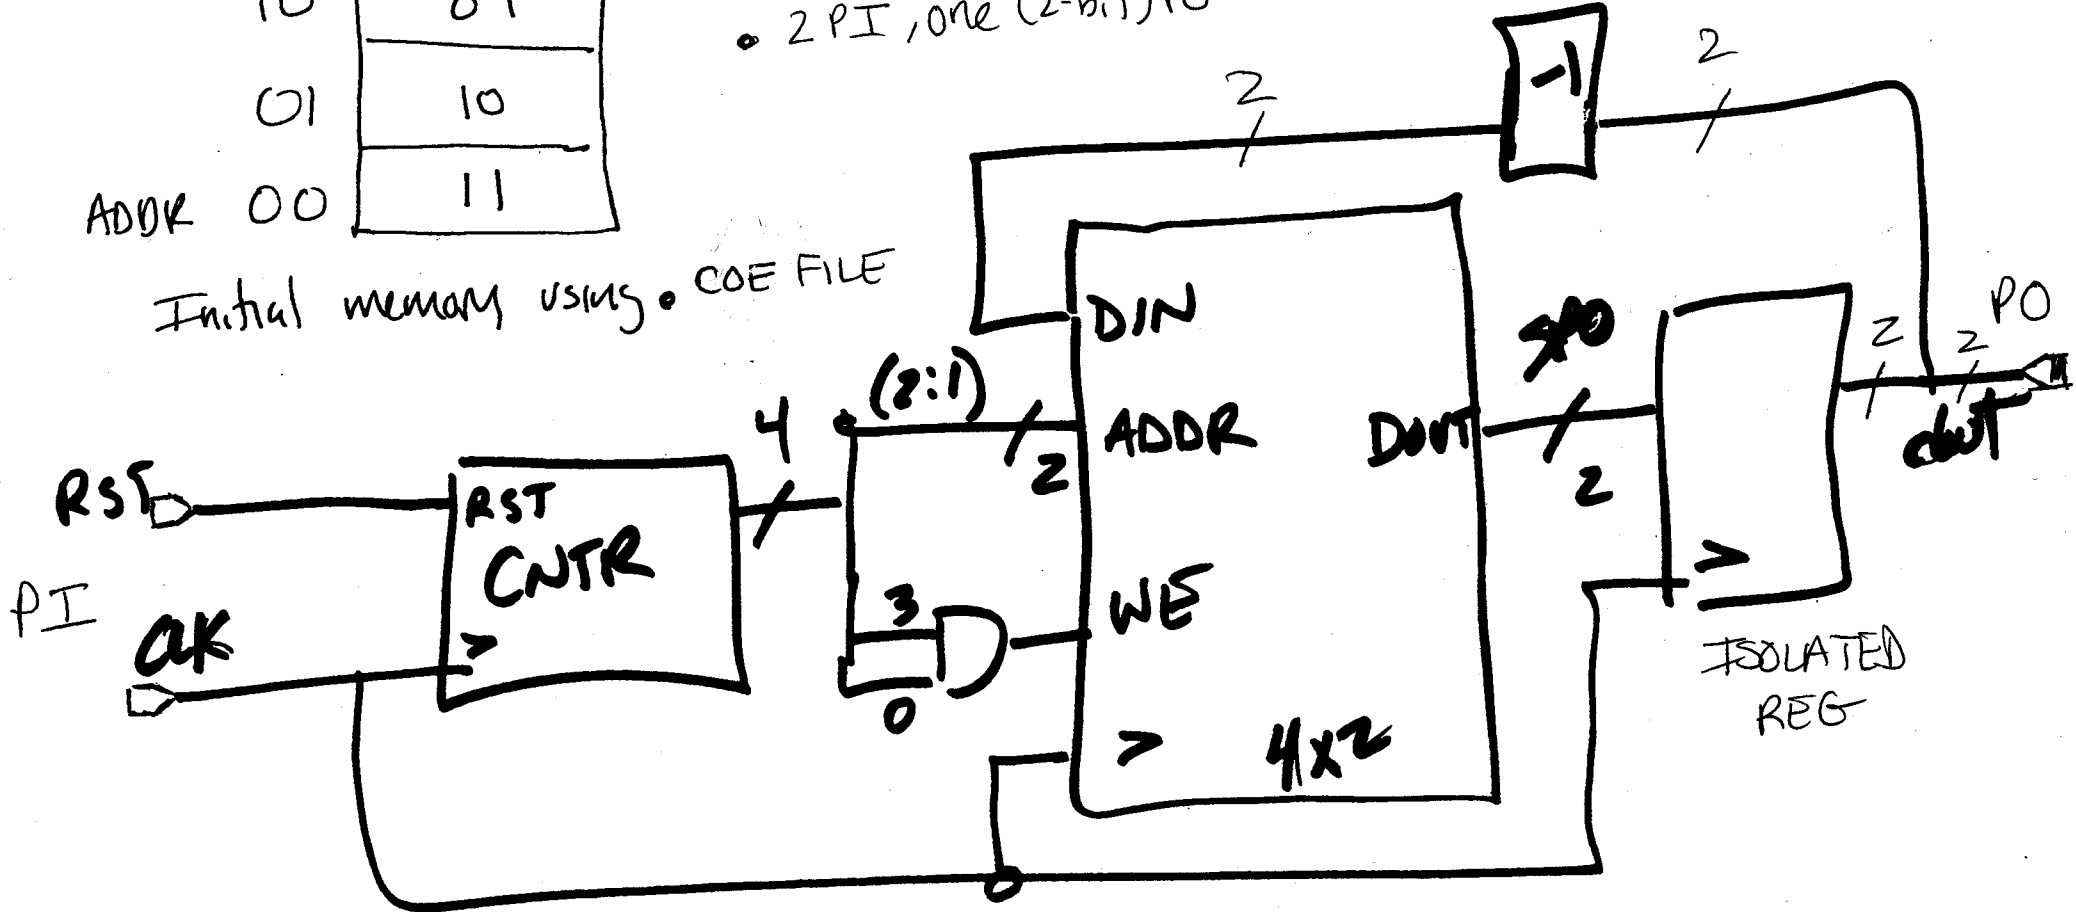 • 2 PI, one (2-bit) PO
01 10
ADDR 00 11
Initial memory using .COE FILE
-1
2
2
DIN
ADDR
WE
>
4x2
DOUT
SPO
2
(2:1)
2
4
3
0
RST
RST
CNTR
>
PI
CLK
>
ISOLATED
REG
2
2
PO
dout